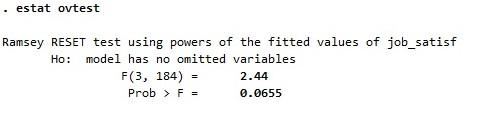 . estat ovtest
Ramsey RESET test using powers of the fitted values of job_satisf
Ho: model has no omitted variables
F(3, 184) = 2.44
Prob > F = 0.0655